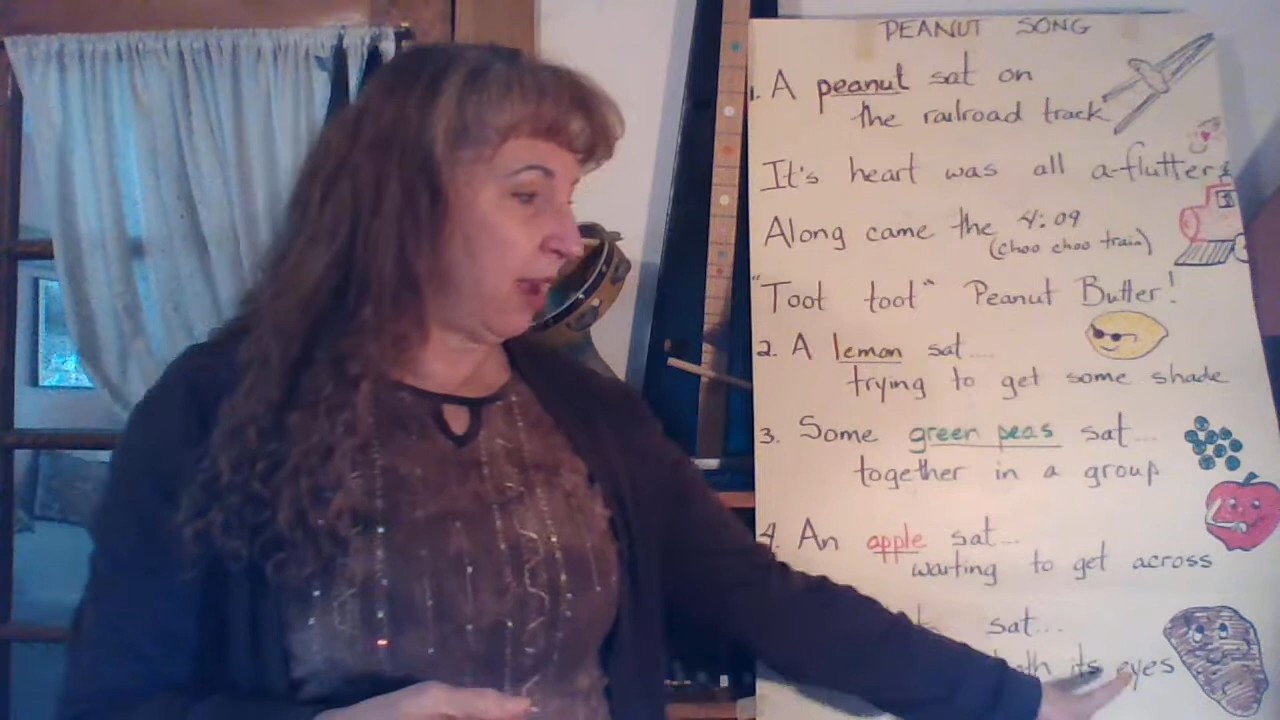 PEANUT SONG
1. A peanut sat on
the railroad track
It's heart was all a-flutter
Along came the 4:09
(choo choo train)
"Toot toot" Peanut Butter!
2. A lemon sat....
trying to get some shade
3. Some green peas sat...
together in a group
4. An apple sat...
waiting to get across
sat...
its eyes